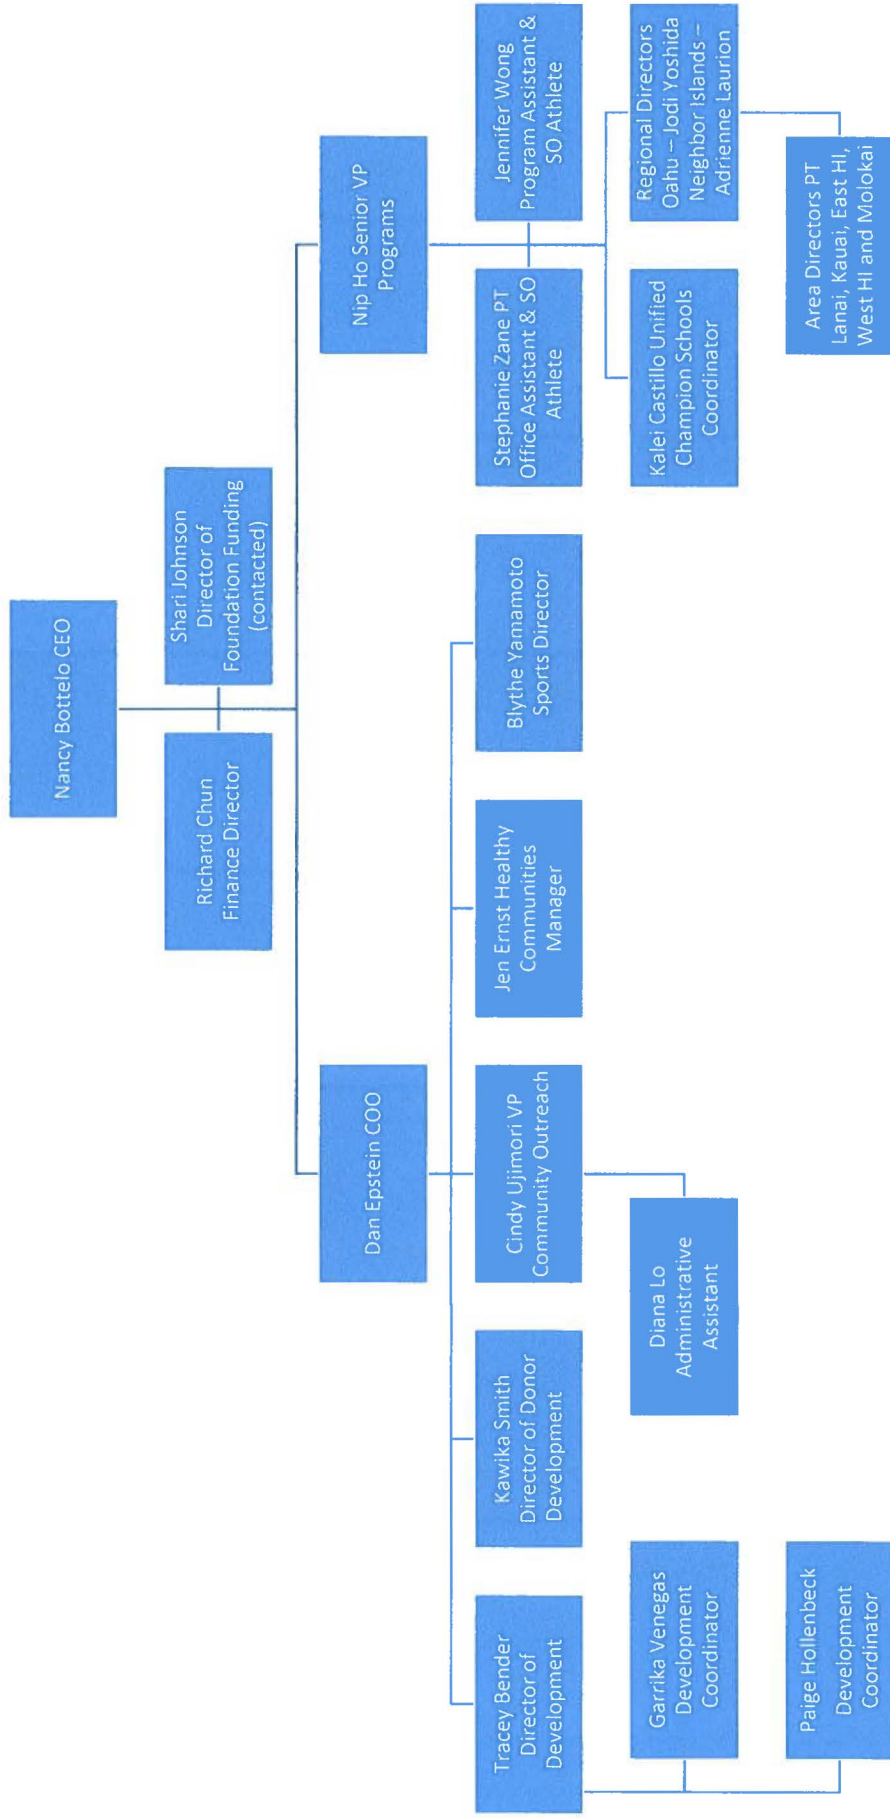 Nancy Bottelo CEO
Richard Chun
Finance Director
Shari Johnson
Director of
Foundation Funding
(contacted)
Dan Epstein COO
Nip Ho Senior VP
Programs
Tracey Bender
Director of
Development
Kawika Smith
Director of Donor
Development
Cindy Ujimori VP
Community Outreach
Jen Ernst Healthy
Communities
Manager
Blythe Yamamoto
Sports Director
Stephanie Zane PT
Office Assistant & SO
Athlete
Jennifer Wong
Program Assistant &
SO Athlete
Garrika Venegas
Development
Coordinator
Diana Lo
Administrative
Assistant
Kalei Castillo Unified
Champion Schools
Coordinator
Regional Directors
Oahu – Jodi Yoshida
Neighbor Islands –
Adrienne Laurion
Paige Hollenbeck
Development
Coordinator
Area Directors PT
Lanai, Kauai, East HI,
West HI and Molokai